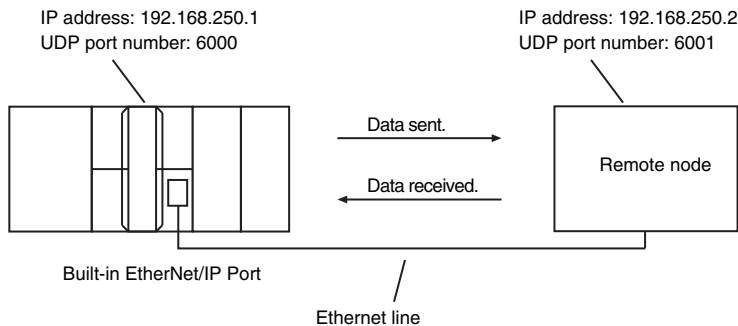 IP address: 192.168.250.1
UDP port number: 6000
IP address: 192.168.250.2
UDP port number: 6001
Data sent.
Data received.
Remote node
Built-in EtherNet/IP Port
Ethernet line